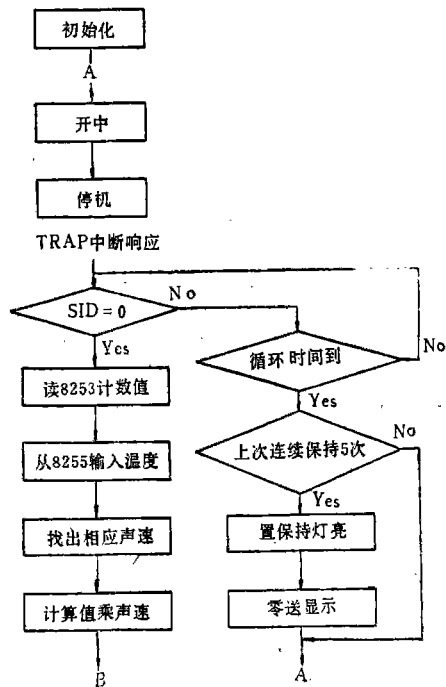 初始化
A
开中
停机
TRAP中断响应
SID = 0
No
Yes
循环时间到
No
Yes
读8253计数值
上次连续保持5次
No
Yes
从8255输入温度
置保持灯亮
找出相应声速
零送显示
计算值乘声速
B
A